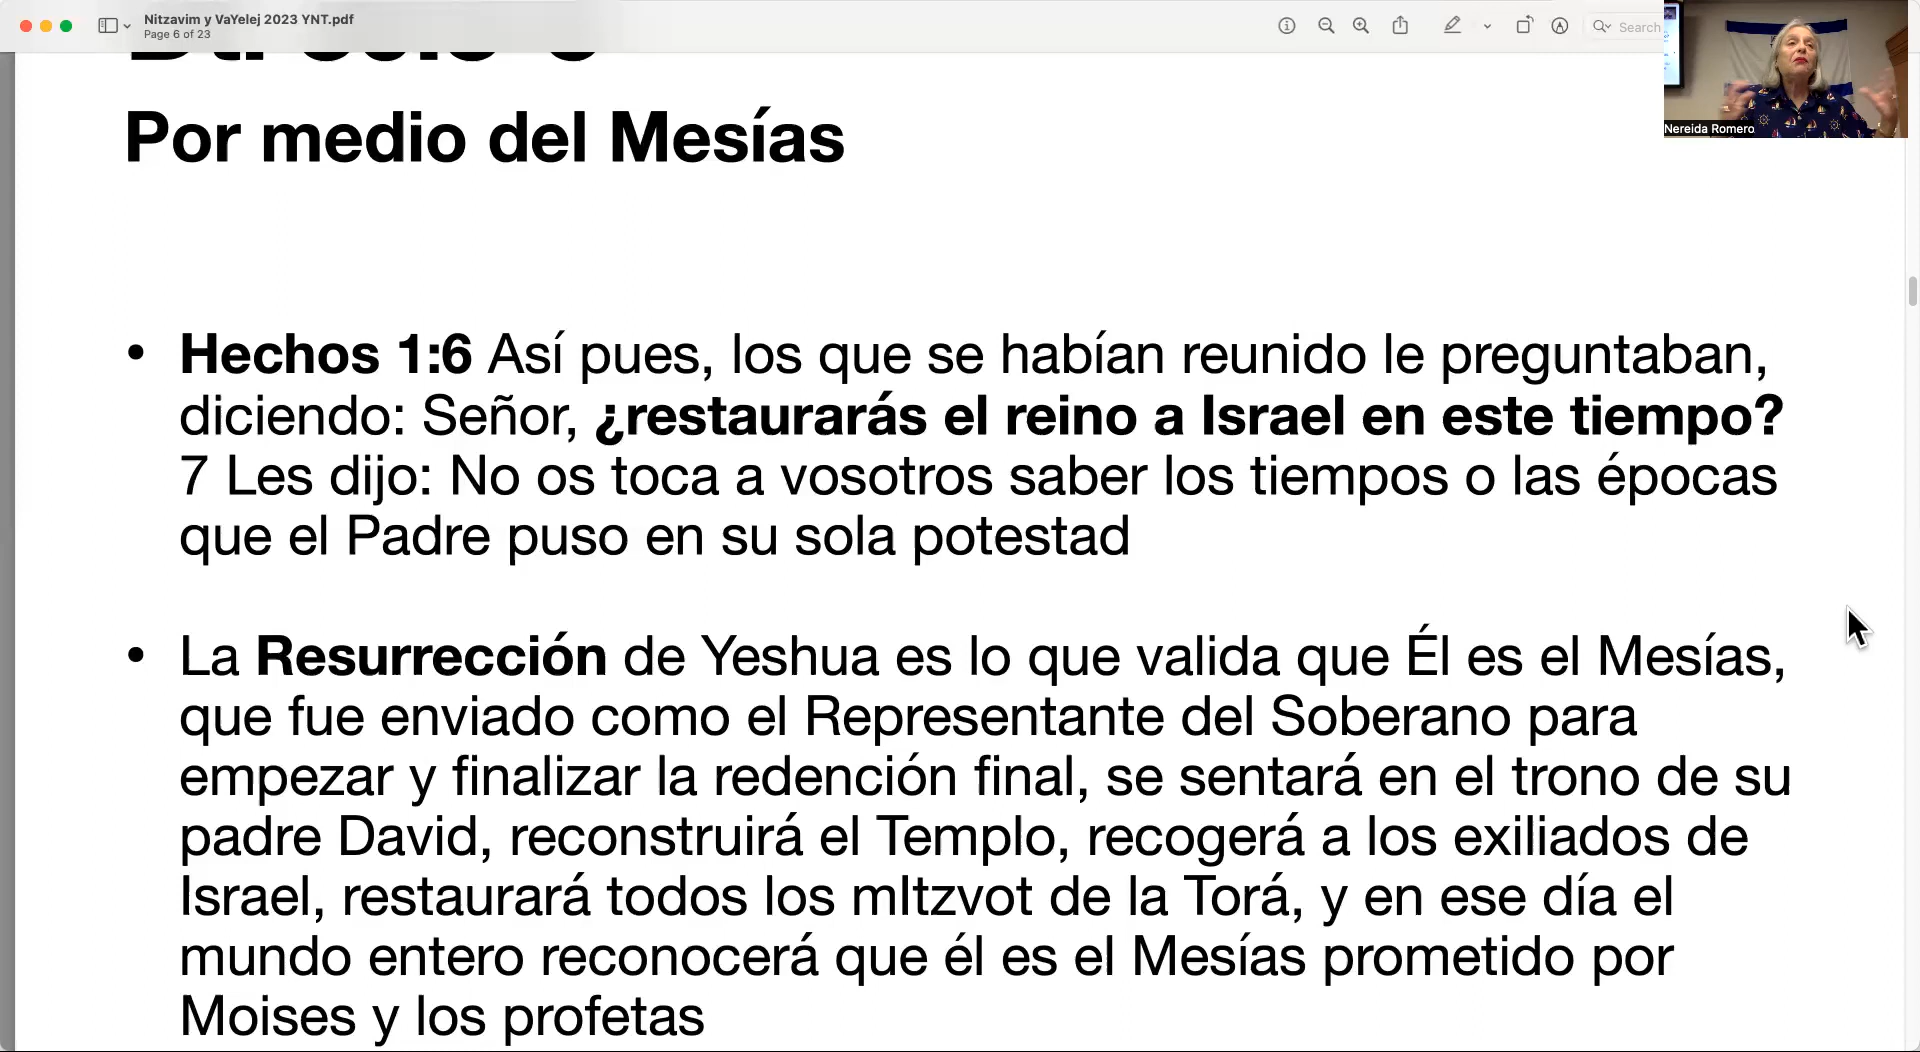 Nitzavim y VaYelej 2023 YNT.pdf
Page 6 of 23
Search
Nereida Romero
Por medio del Mesías
• Hechos 1:6 Así pues, los que se habían reunido le preguntaban,
diciendo: Señor, ¿restaurarás el reino a Israel en este tiempo?
7 Les dijo: No os toca a vosotros saber los tiempos o las épocas
que el Padre puso en su sola potestad
• La Resurrección de Yeshua es lo que valida que Él es el Mesías,
que fue enviado como el Representante del Soberano para
empezar y finalizar la redención final, se sentará en el trono de su
padre David, reconstruirá el Templo, recogerá a los exiliados de
Israel, restaurará todos los mItzvot de la Torá, y en ese día el
mundo entero reconocerá que él es el Mesías prometido por
Moises y los profetas